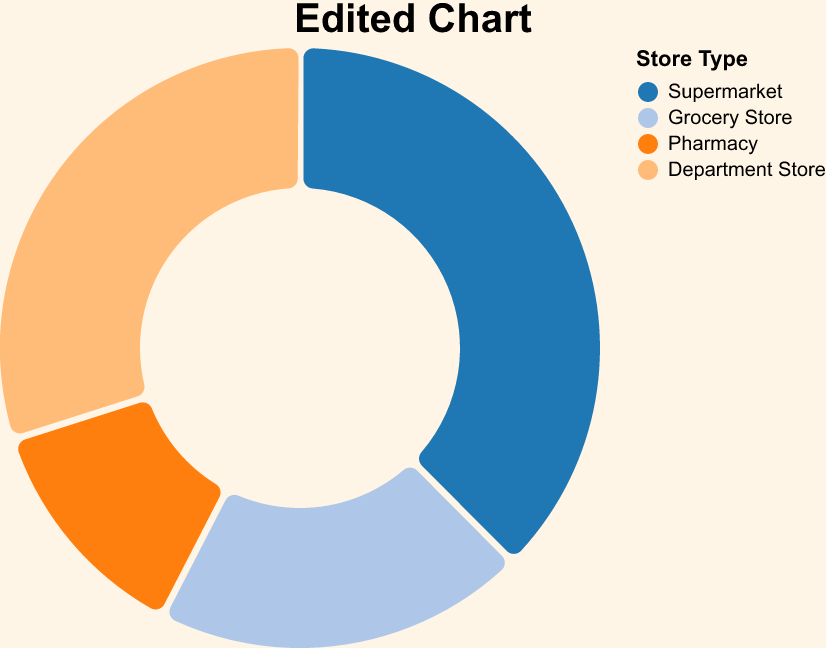 Edited Chart
Store Type
Supermarket
Grocery Store
Pharmacy
Department Store